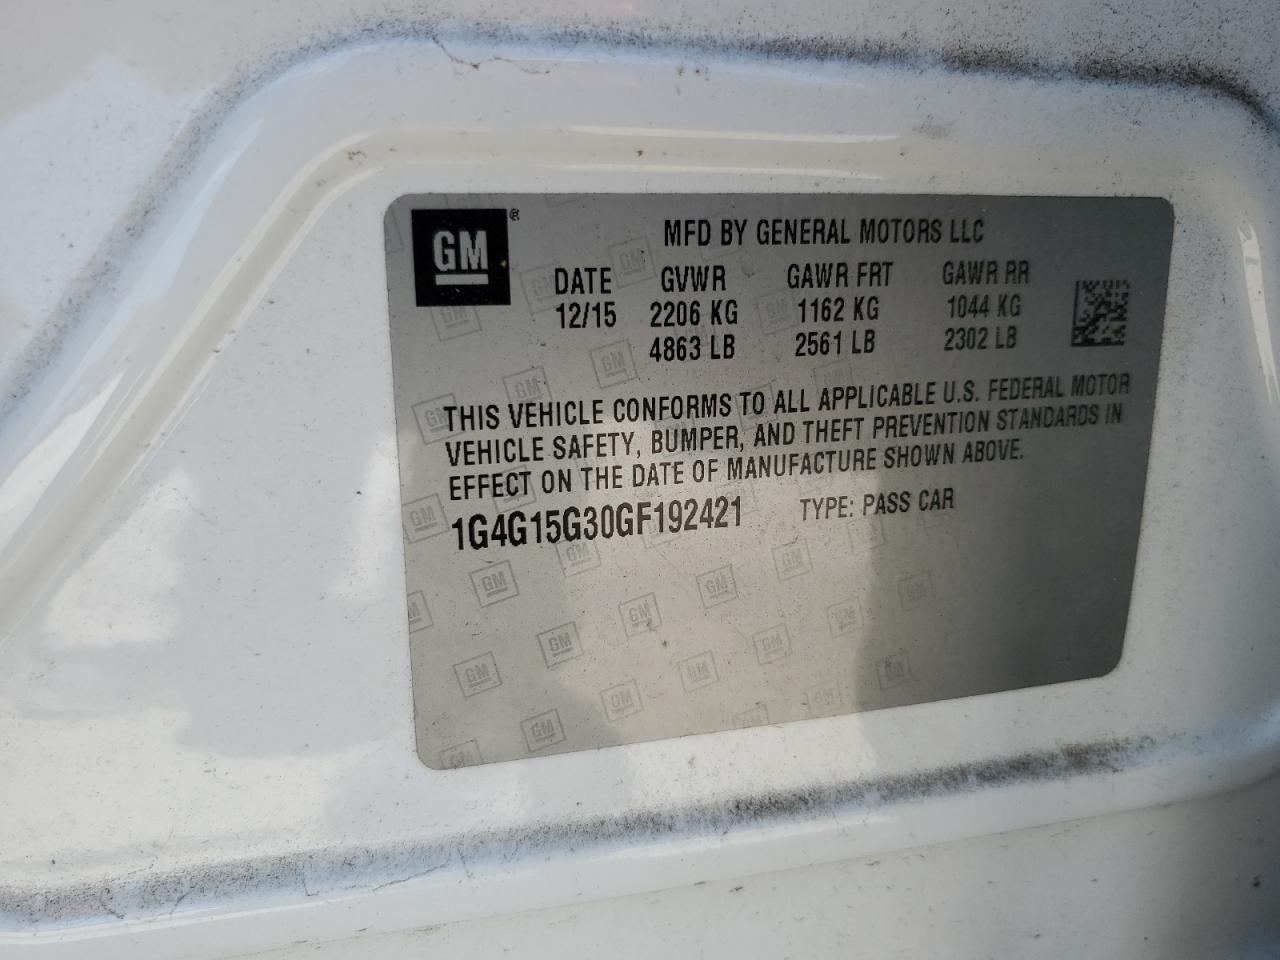 GM®
MFD BY GENERAL MOTORS LLC
DATE GVWR GAWR FRT GAWR RR
12/15 2206 KG 1162 KG 1044 KG
4863 LB 2561 LB 2302 LB
THIS VEHICLE CONFORMS TO ALL APPLICABLE U.S. FEDERAL MOTOR
VEHICLE SAFETY, BUMPER, AND THEFT PREVENTION STANDARDS IN
EFFECT ON THE DATE OF MANUFACTURE SHOWN ABOVE.
1G4G15G30GF192421 TYPE: PASS CAR